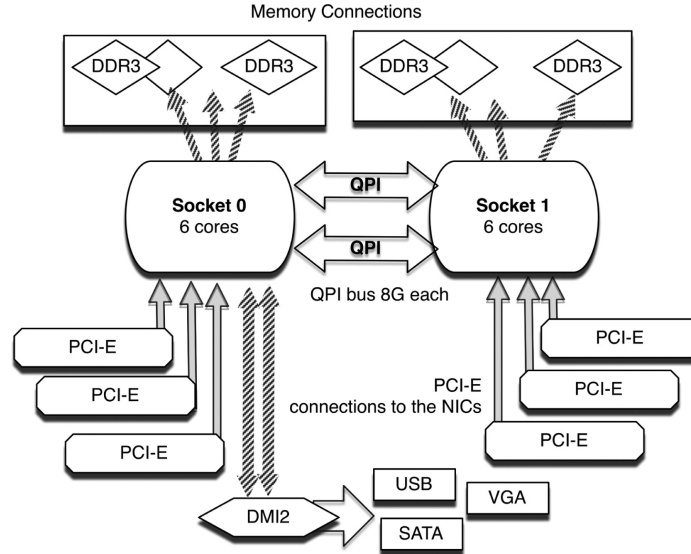 Memory Connections
DDR3
DDR3
DDR3
DDR3
Socket 0
6 cores
QPI
QPI
Socket 1
6 cores
QPI bus 8G each
PCI-E
PCI-E
PCI-E
PCI-E
connections to the NICs
PCI-E
PCI-E
PCI-E
DMI2
USB
VGA
SATA